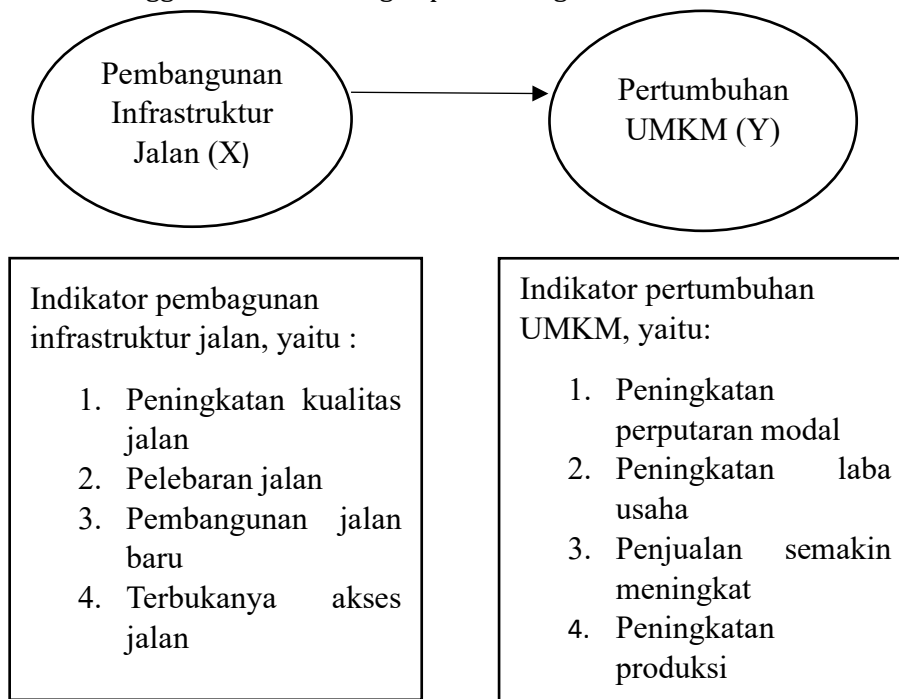 Pembangunan
Infrastruktur
Jalan (X)
Pertumbuhan
UMKM (Y)
Indikator pembagunan
infrastruktur jalan, yaitu :
1. Peningkatan kualitas
jalan
2. Pelebaran jalan
3. Pembangunan jalan
baru
4. Terbukanya akses
jalan
Indikator pertumbuhan
UMKM, yaitu:
1. Peningkatan
perputaran modal
2. Peningkatan laba
usaha
3. Penjualan semakin
meningkat
4. Peningkatan
produksi